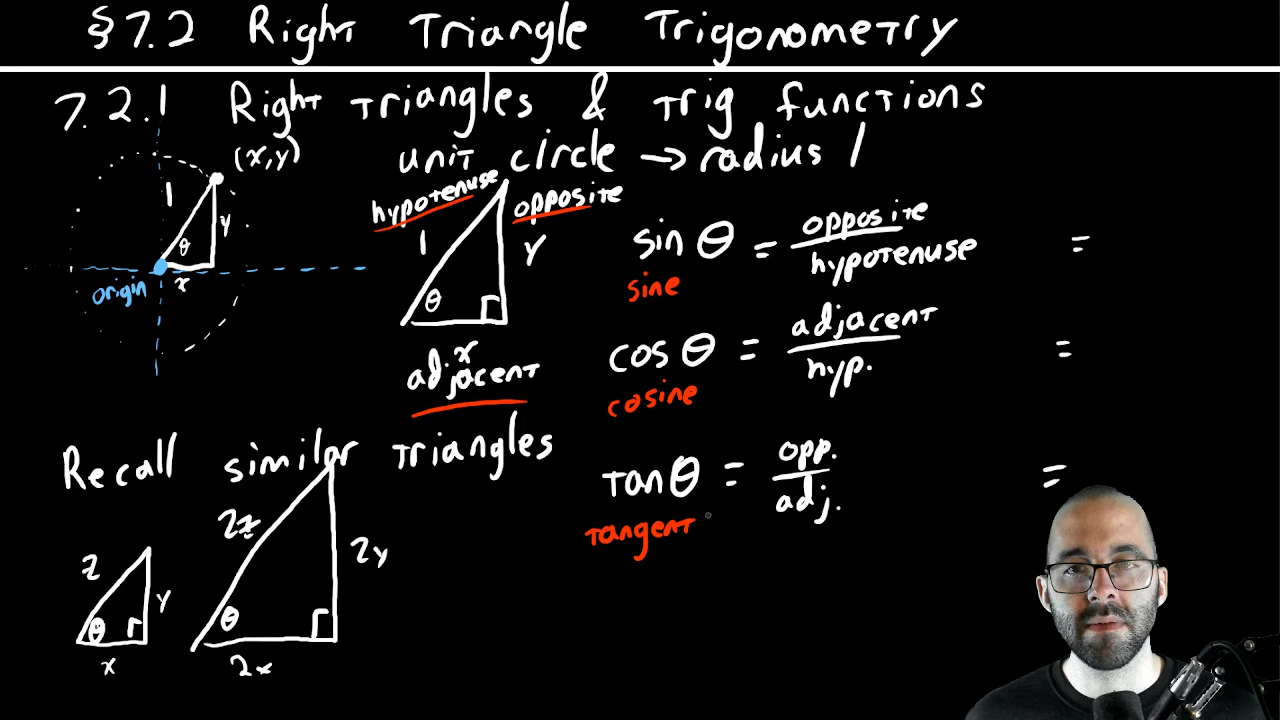 §7.2 Right Triangle Trigonometry
7.2.1 Right triangles & trig functions
unit circle → radius 1
(x,y)
1
y
θ
x
origin
hypotenuse
opposite
1
y
θ
x
adjacent
sin θ = opposite / hypotenuse =
sine
cos θ = adjacent / hyp. =
cosine
tan θ = opp. / adj. =
tangent
Recall similar triangles
z
y
θ
x
2z
2y
θ
2x